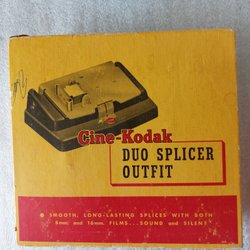 Cine-Kodak
DUO SPLICER
OUTFIT
SMOOTH, LONG-LASTING SPLICES WITH BOTH
8mm. and 16mm. FILMS... SOUND and SILENT